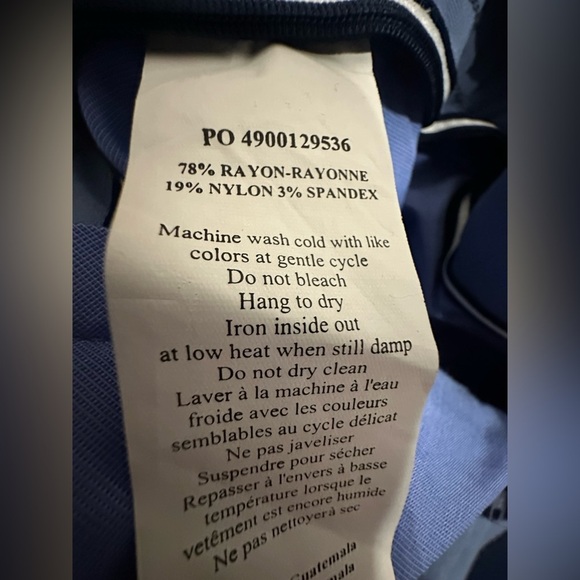 PO 4900129536
78% RAYON-RAYONNE
19% NYLON 3% SPANDEX
Machine wash cold with like
colors at gentle cycle
Do not bleach
Hang to dry
Iron inside out
at low heat when still damp
Do not dry clean
Laver à la machine à l'eau
froide avec les couleurs
semblables au cycle délicat
Ne pas javeliser
Suspendre pour sécher
Repasser à l'envers à basse
température lorsque le
vetêment est encore humide
Ne pas nettoyer à sec
Guatemala